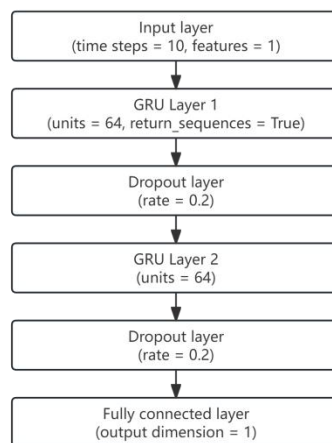 Input layer
(time steps = 10, features = 1)
GRU Layer 1
(units = 64, return_sequences = True)
Dropout layer
(rate = 0.2)
GRU Layer 2
(units = 64)
Dropout layer
(rate = 0.2)
Fully connected layer
(output dimension = 1)